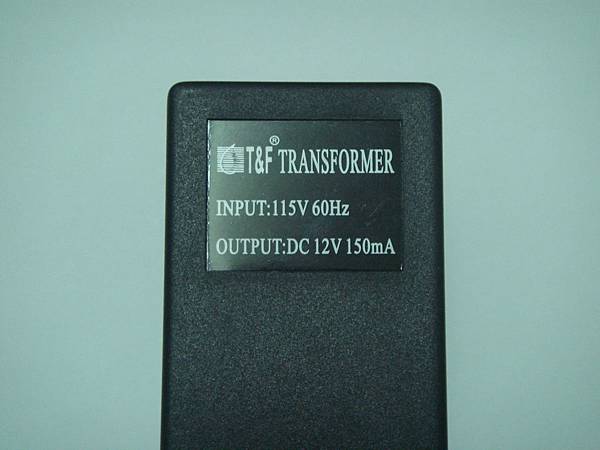 T&F® TRANSFORMER
INPUT:115V 60Hz
OUTPUT:DC 12V 150mA